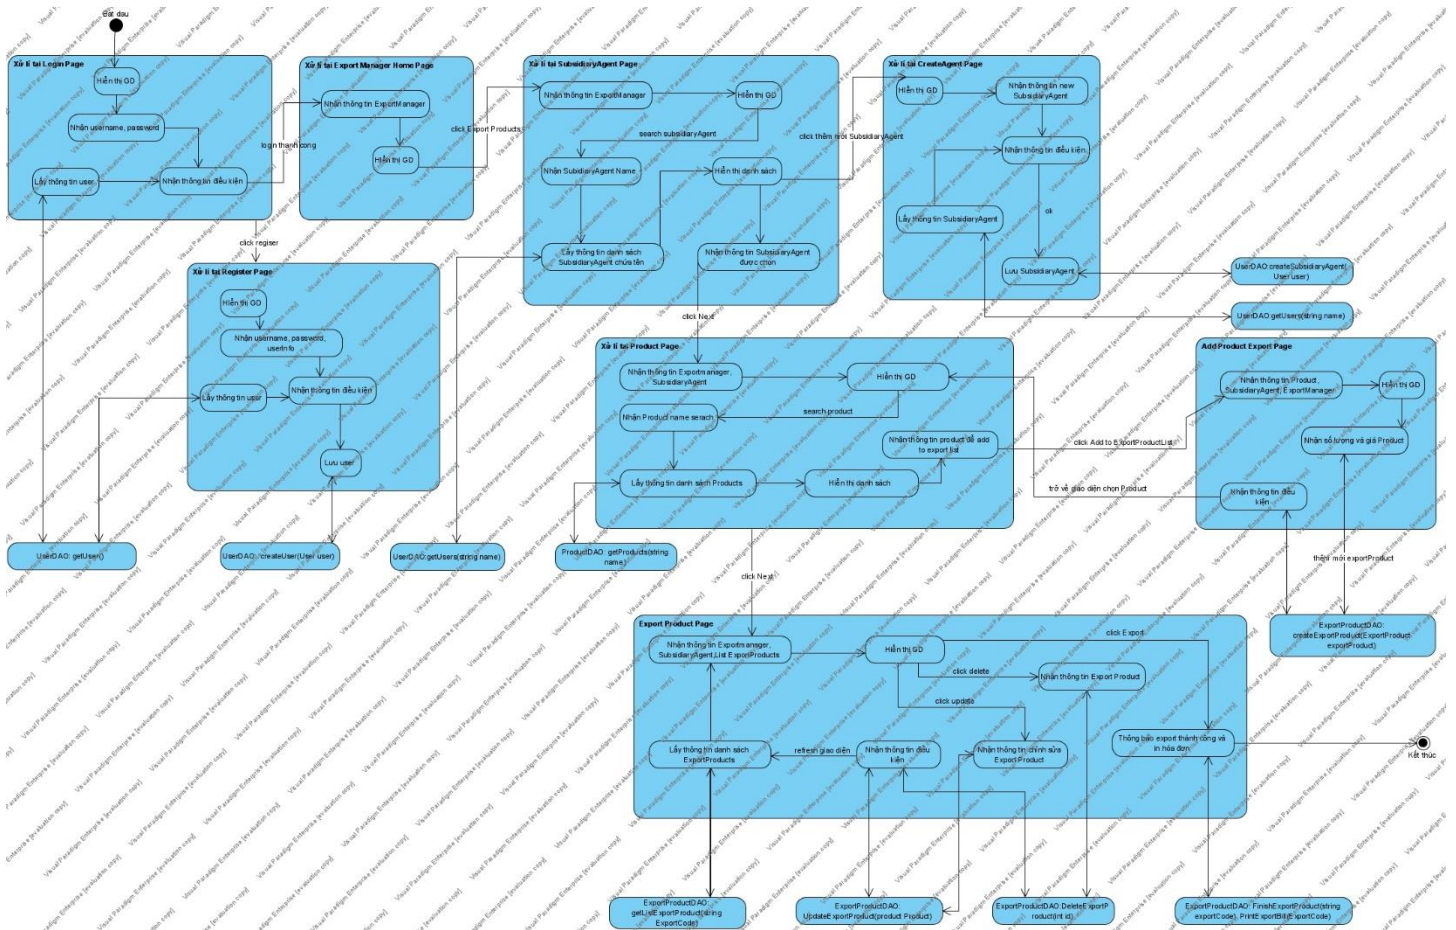 Bắt đầu
Xử lí tại Login Page
Hiển thị GD
Nhận username, password
Lấy thông tin user
Nhận thông tin điều kiện
login thanh cong
click regiser
Xử lí tại Export Manager Home Page
Nhận thông tin ExportManager
Hiển thị GD
click Export Products
Xử lí tại SubsidiaryAgent Page
Nhận thông tin ExportManager
Hiển thị GD
search subsidiaryAgent
Nhận SubsidiaryAgent Name
Hiển thị danh sách
Lấy thông tin danh sách
SubsidiaryAgent chứa tên
Nhận thông tin SubsidiaryAgent
được chọn
click thêm mới SubsidiaryAgent
click Next
Xử lí tại CreateAgent Page
Hiển thị GD
Nhận thông tin new
SubsidiaryAgent
Nhận thông tin điều kiện
Lấy thông tin SubsidiaryAgent
ok
Lưu SubsidiaryAgent
UserDAO:createSubsidiaryAgent(
User user)
UserDAO:getUsers(string name)
Xử lí tại Register Page
Hiển thị GD
Nhận username, password,
userInfo
Lấy thông tin user
Nhận thông tin điều kiện
Lưu user
UserDAO: getUser()
UserDAO: createUser(User user)
UserDAO:getUsers(string name)
Xử lí tại Product Page
Nhận thông tin Exportmanager,
SubsidiaryAgent
Hiển thị GD
search product
Nhận Product name serach
Nhận thông tin product để add
to export list
Lấy thông tin danh sách Products
Hiển thị danh sách
click Add to ExportProductList
trở về giao diện chọn Product
ProductDAO: getProducts(string
name)
click Next
Add Product Export Page
Nhận thông tin Product,
SubsidiaryAgent, ExportManager
Hiển thị GD
Nhận số lượng và giá Product
Nhận thông tin điều
kiện
thêm mới exportProduct
ExportProductDAO:
createExportProduct(ExportProduct
exportProduct)
Export Product Page
Nhận thông tin Exportmanager,
SubsidiaryAgent,List ExportProducts
Hiển thị GD
click Export
click delete
Nhận thông tin Export Product
click update
Lấy thông tin danh sách
ExportProducts
refresh giao diện
Nhận thông tin điều
kiện
Nhận thông tin chỉnh sửa
Export Product
Thông báo export thành công và
in hóa đơn
Kết thúc
ExportProductDAO:
getListExportProduct(string
ExportCode)
ExportProductDAO:
UpdateExportProduct(product Product)
ExportProductDAO:DeleteExportP
roduct(int id)
ExportProductDAO: FinishExportProduct(string
exportCode), PrintExportBill(ExportCode)
Visual Paradigm Enterprise [evaluation copy]